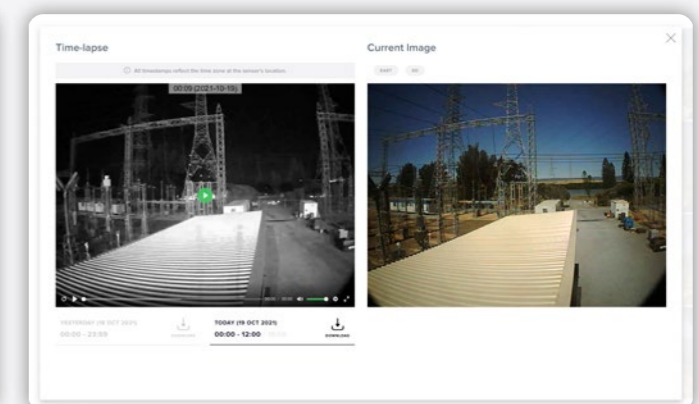 Time-lapse
Current Image
All timestamps reflect the time zone at the sensor's location.
00:09 (2021-10-19)
YESTERDAY (18 OCT 2021)
00:00 - 23:59
DOWNLOAD
TODAY (19 OCT 2021)
00:00 - 12:00
DOWNLOAD